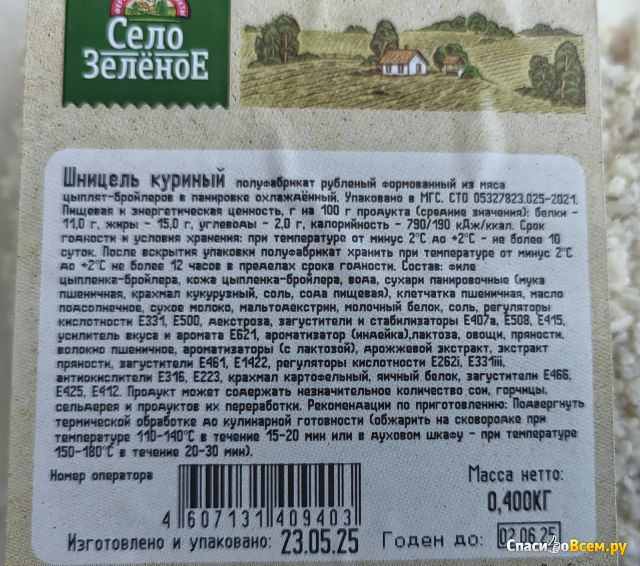 Село
Зелёное
Шницель куриный полуфабрикат рубленый формованный из мяса
цыплят-бройлеров в панировке охлаждённый. Упаковано в МГС. СТО 05327823.025-2021.
Пищевая и энергетическая ценность, г на 100 г продукта (средние значения): белки -
11,0 г, жиры - 15,0 г, углеводы - 2,0 г, калорийность - 790/190 кДж/ккал. Срок
годности и условия хранения: при температуре от минус 2°С до +2°С - не более 10
суток. После вскрытия упаковки полуфабрикат хранить при температуре от минус 2°С
до +2°С не более 12 часов в пределах срока годности. Состав: филе
цыпленка-бройлера, кожа цыпленка-бройлера, вода, сухари панировочные (мука
пшеничная, крахмал кукурузный, соль, сода пищевая), клетчатка пшеничная, масло
подсолнечное, сухое молоко, мальтодекстрин, молочный белок, соль, регуляторы
кислотности Е331, Е500, декстроза, загустители и стабилизаторы Е407а, Е508, Е415,
усилитель вкуса и аромата Е621, ароматизатор (индейка),лактоза, овощи, пряности,
волокно пшеничное, ароматизаторы (с лактозой), дрожжевой экстракт, экстракт
пряности, загустители Е461, Е1422, регуляторы кислотности Е262i, Е331iii,
антиокислители Е316, Е223, крахмал картофельный, яичный белок, загустители Е466,
Е425, Е412. Продукт может содержать незначительное количество сои, горчицы,
сельдерея и продуктов их переработки. Рекомендации по приготовлению: Подвергнуть
термической обработке до кулинарной готовности (обжарить на сковородке при
температуре 110-140°С в течение 15-20 мин или в духовом шкафу - при температуре
150-180°С в течение 20-30 мин).
Номер оператора
Масса нетто:
0,400КГ
4 607131 409403
Изготовлено и упаковано: 23.05.25 Годен до: 02.06.25
СпасибоВсем.ру